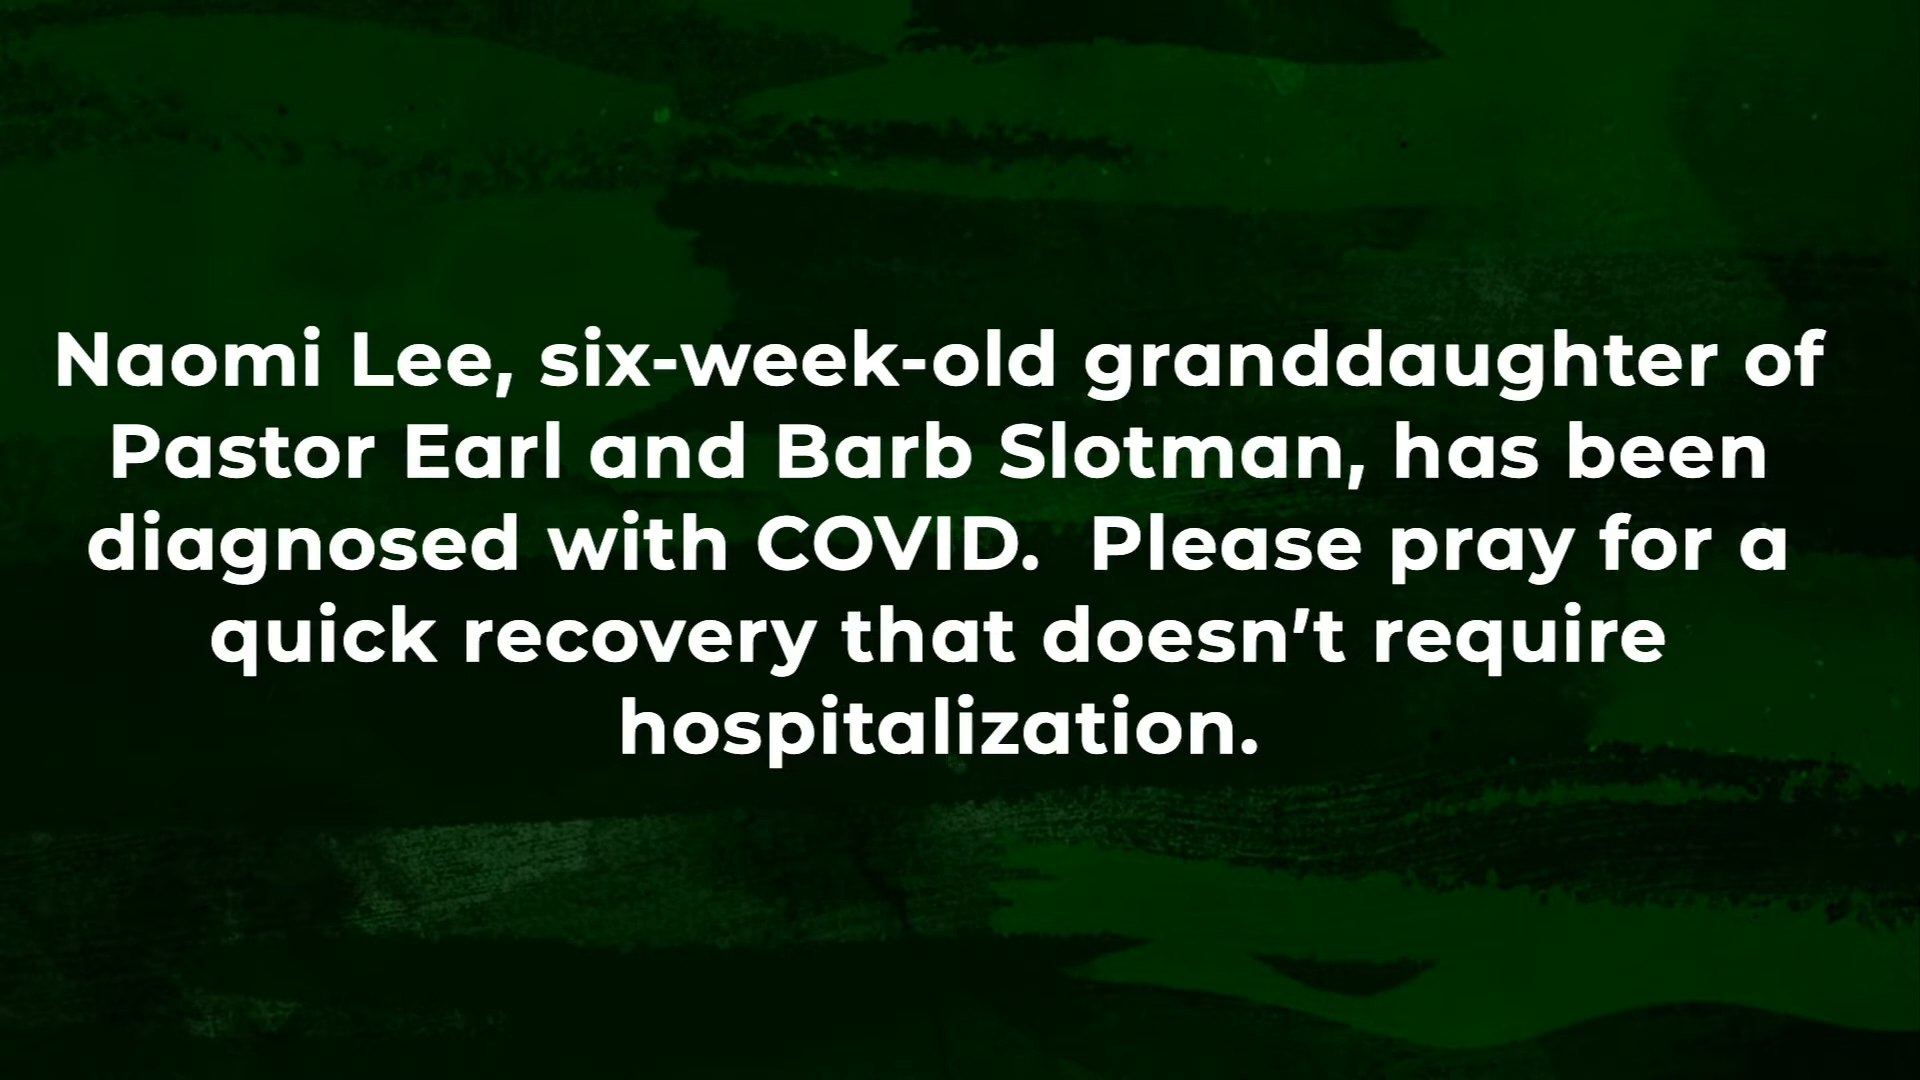 Naomi Lee, six-week-old granddaughter of
Pastor Earl and Barb Slotman, has been
diagnosed with COVID.  Please pray for a
quick recovery that doesn’t require
hospitalization.